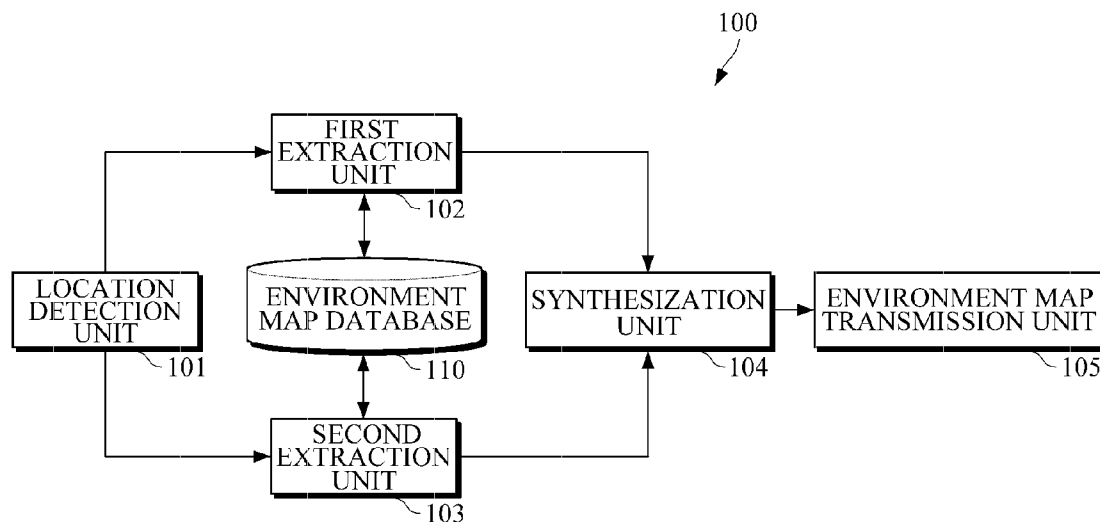 100
FIRST
EXTRACTION
UNIT
102
LOCATION
DETECTION
UNIT
101
ENVIRONMENT
MAP DATABASE
110
SYNTHESIZATION
UNIT
104
ENVIRONMENT MAP
TRANSMISSION UNIT
105
SECOND
EXTRACTION
UNIT
103